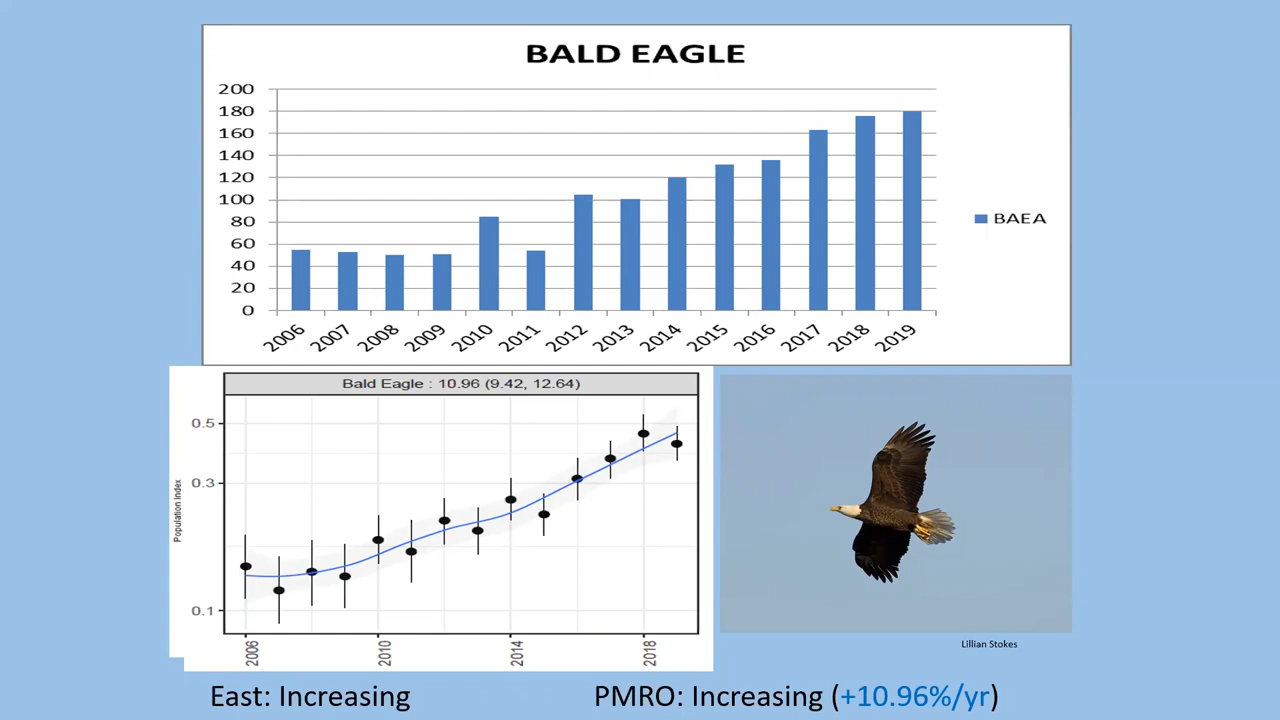 BALD EAGLE
200
180
160
140
120
100
80
60
40
20
0
2006 2007 2008 2009 2010 2011 2012 2013 2014 2015 2016 2017 2018 2019
BAEA
Bald Eagle : 10.96 (9.42, 12.64)
Population Index
0.5
0.3
0.1
2006 2010 2014 2018
Lillian Stokes
East: Increasing
PMRO: Increasing (+10.96%/yr)